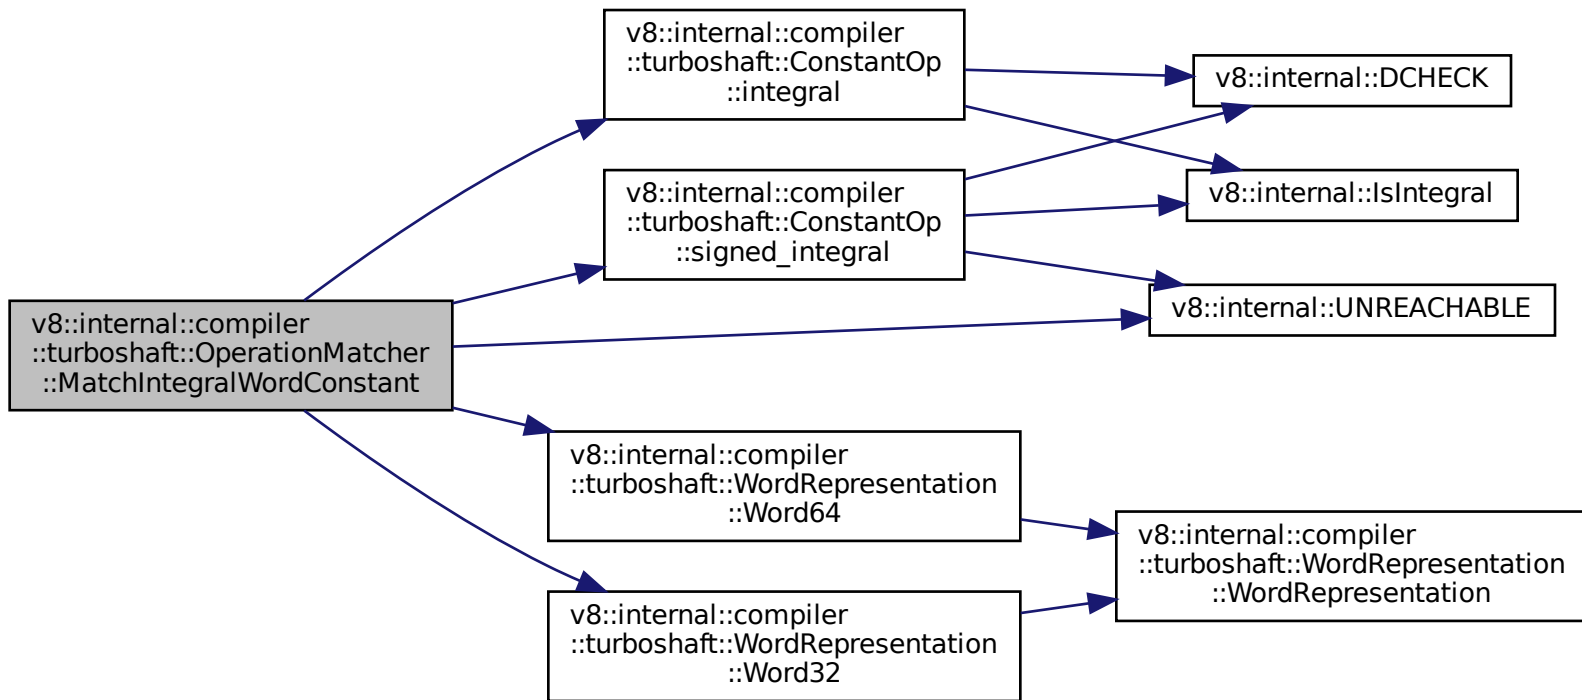 v8::internal::compiler
::turboshaft::OperationMatcher
::MatchIntegralWordConstant
v8::internal::compiler
::turboshaft::ConstantOp
::integral
v8::internal::DCHECK
v8::internal::IsIntegral
v8::internal::compiler
::turboshaft::ConstantOp
::signed_integral
v8::internal::UNREACHABLE
v8::internal::compiler
::turboshaft::WordRepresentation
::Word64
v8::internal::compiler
::turboshaft::WordRepresentation
::WordRepresentation
v8::internal::compiler
::turboshaft::WordRepresentation
::Word32